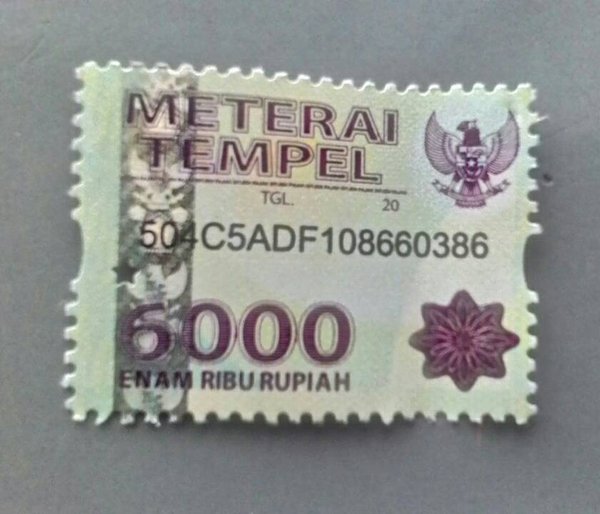 METERAI
TEMPEL
TGL. 20
504C5ADF108660386
6000
ENAM RIBU RUPIAH